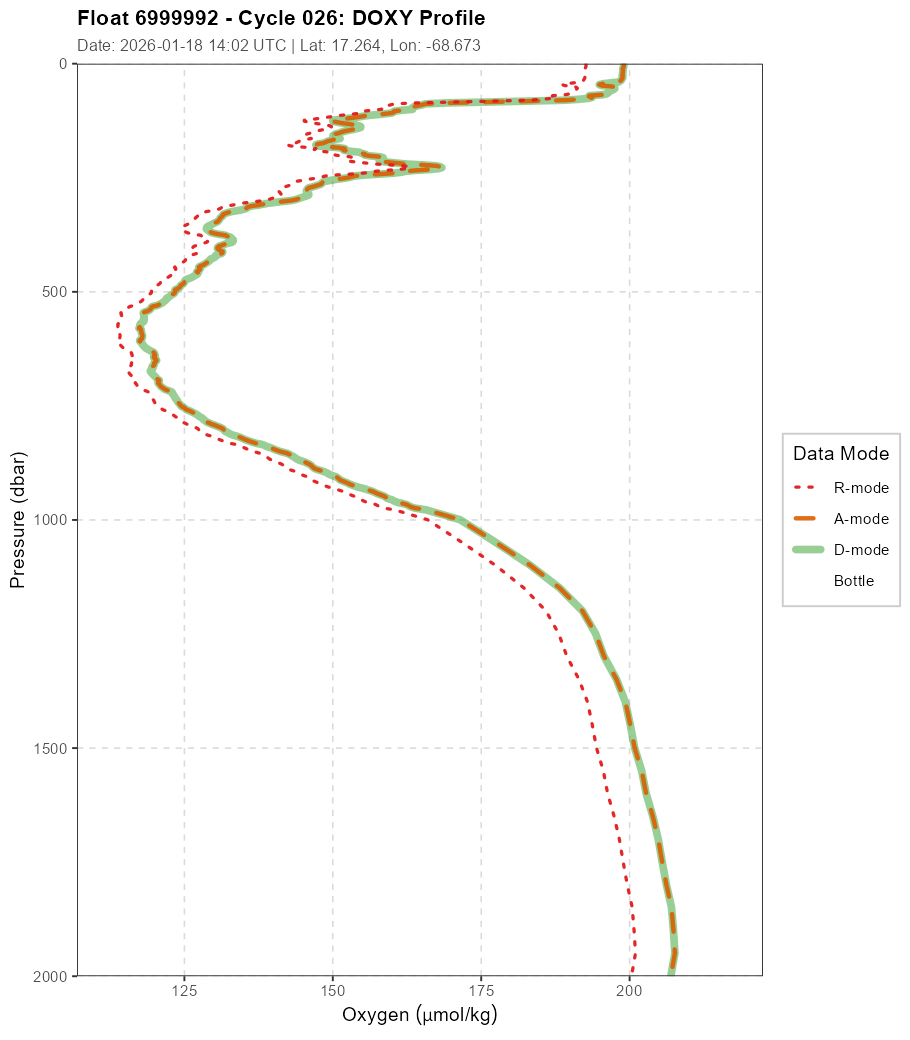 Float 6999992 - Cycle 026: DOXY Profile
Date: 2026-01-18 14:02 UTC | Lat: 17.264, Lon: -68.673
0
500
1000
1500
2000
Pressure (dbar)
125
150
175
200
Oxygen (µmol/kg)
Data Mode
R-mode
A-mode
D-mode
Bottle